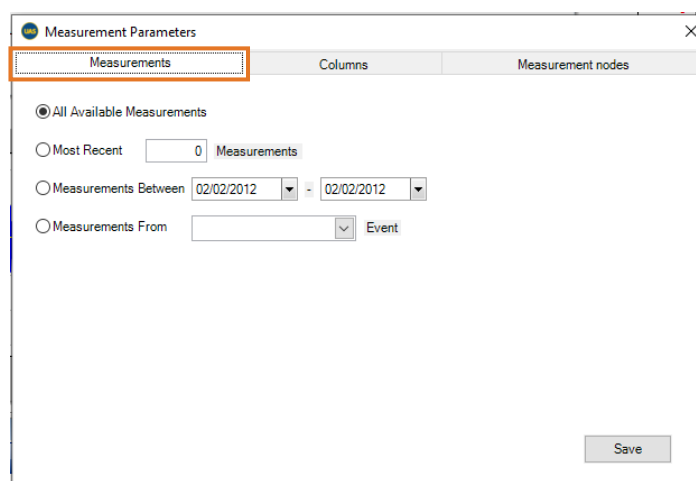 UAS Measurement Parameters
Measurements Columns Measurement nodes
All Available Measurements
Most Recent 0 Measurements
Measurements Between 02/02/2012 - 02/02/2012
Measurements From Event
Save